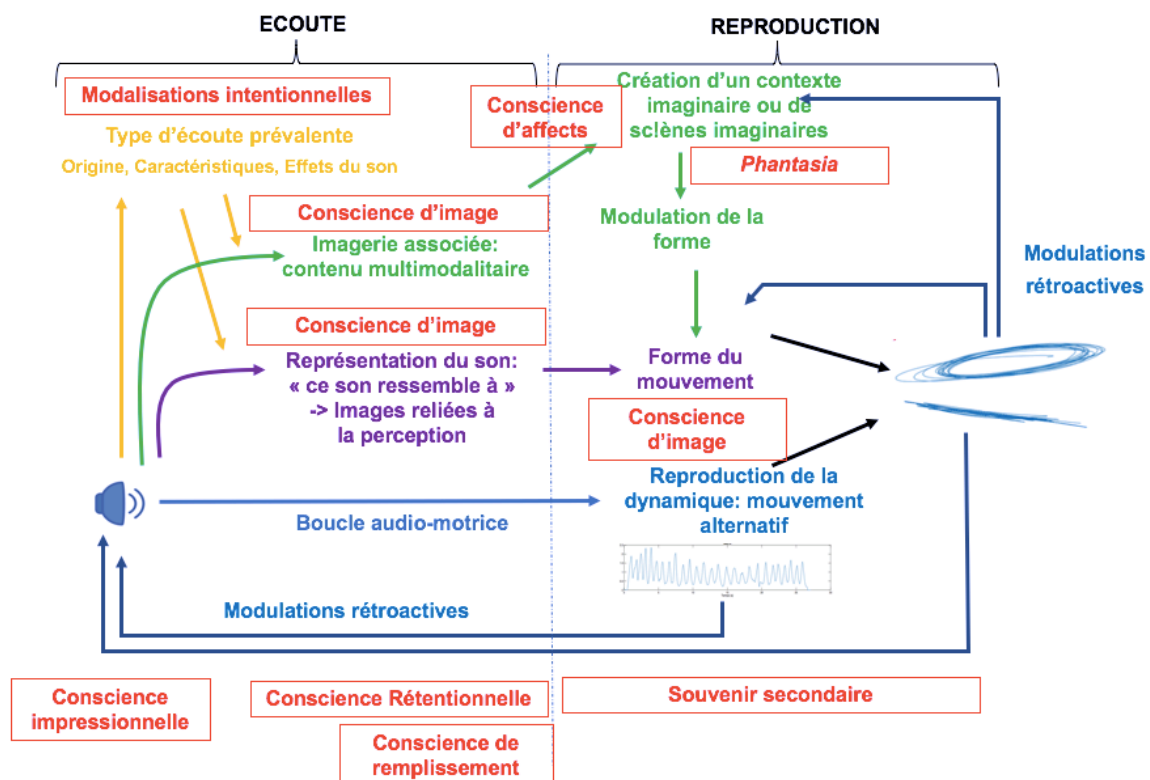 ECOUTE
REPRODUCTION
Modalisations intentionnelles
Type d'écoute prévalente
Origine, Caractéristiques, Effets du son
Conscience
d'affects
Création d'un contexte
imaginaire ou de
sc!ènes imaginaires
Phantasia
Conscience d'image
Imagerie associée:
contenu multimodalitaire
Modulation de la
forme
Modulations
rétroactives
Conscience d'image
Représentation du son:
« ce son ressemble à »
-> Images reliées à
la perception
Forme du
mouvement
Conscience
d'image
Boucle audio-motrice
Reproduction de la
dynamique: mouvement
alternatif
Modulations rétroactives
Conscience
impressionnelle
Conscience Rétentionnelle
Conscience de
remplissement
Souvenir secondaire